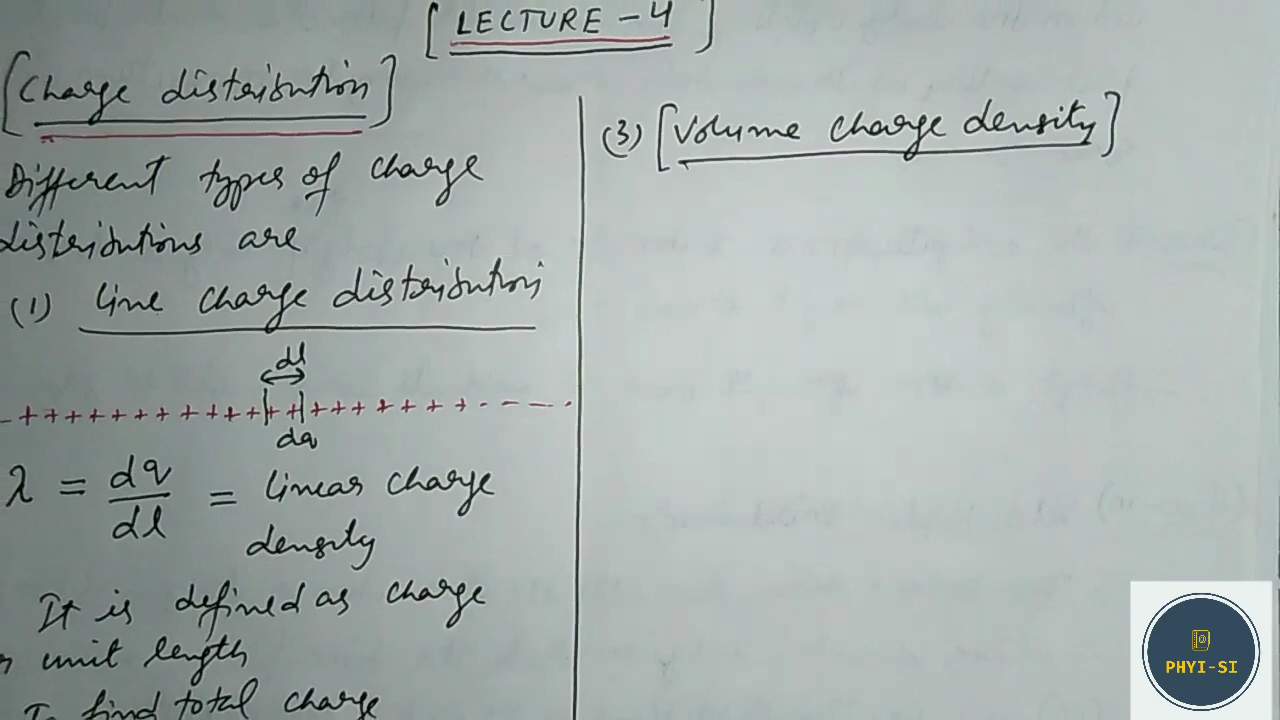 [LECTURE - 4]
[Charge distribution]
Different types of charge
distributions are
(1) line charge distribution
dl
- + + + + + + + + + + + + + + + + + + + + - - - - -
dq
λ = dq/dl = linear charge
density
It is defined as charge
unit length
To find total charge
(3) [Volume charge density]
PHYI-SI